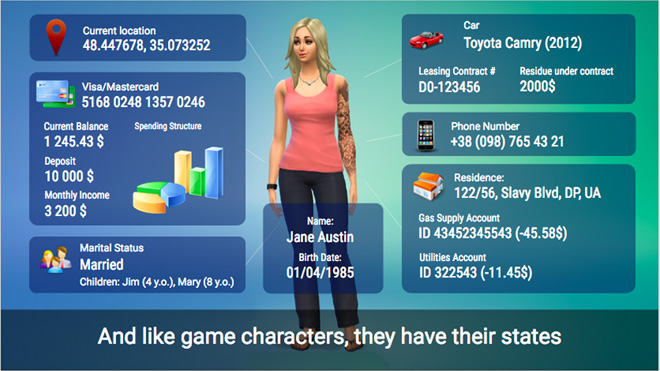 Current location
48.447678, 35.073252
Visa/Mastercard
5168 0248 1357 0246
Current Balance
Spending Structure
1 245.43 $
Deposit
10 000 $
Monthly Income
3 200 $
Marital Status
Married
Children: Jim (4 y.o.), Mary (8 y.o.)
Name:
Jane Austin
Birth Date:
01/04/1985
Car
Toyota Camry (2012)
Leasing Contract #
Residue under contract
D0-123456
2000$
Phone Number
+38 (098) 765 43 21
Residence:
122/56, Slavy Blvd, DP, UA
Gas Supply Account
ID 43452345543 (-45.58$)
Utilities Account
ID 322543 (-11.45$)
And like game characters, they have their states